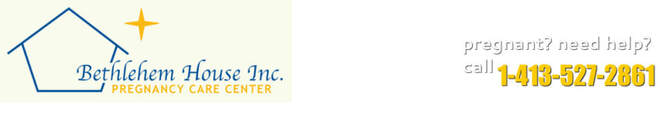 Bethlehem House Inc.
PREGNANCY CARE CENTER
pregnant? need help?
call 1-413-527-2861